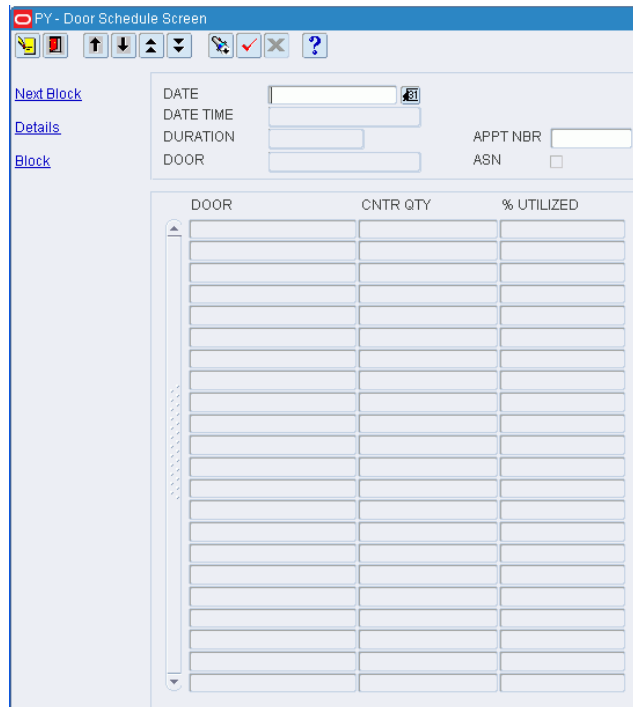 PY - Door Schedule Screen
?
Next Block
Details
Block
DATE
31
DATE TIME
DURATION
APPT NBR
DOOR
ASN
DOOR CNTR QTY % UTILIZED